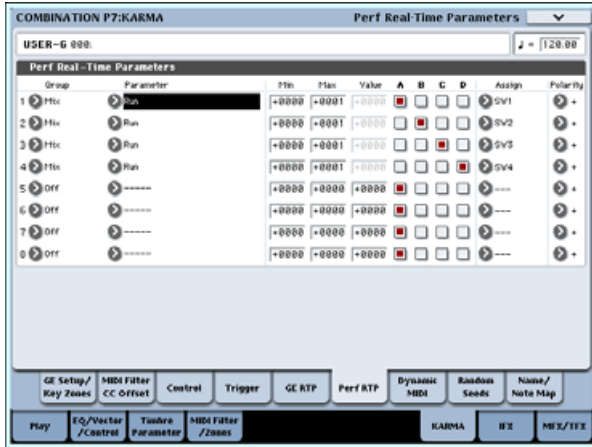 COMBINATION P7:KARMA Perf Real-Time Parameters
USER-G 000: ♩ = 120.00
Perf Real-Time Parameters
Group Parameter Min Max Value A B C D Assign Polarity
1 Mix Run +0000 +0001 +0000 SW1 +
2 Mix Run +0000 +0001 +0000 SW2 +
3 Mix Run +0000 +0001 +0000 SW3 +
4 Mix Run +0000 +0001 +0000 SW4 +
5 Off ----- +0000 +0000 +0000 --- +
6 Off ----- +0000 +0000 +0000 --- +
7 Off ----- +0000 +0000 +0000 --- +
8 Off ----- +0000 +0000 +0000 --- +
GE Setup/ MIDI Filter Control Trigger GE RTP Perf RTP Dynamic Random Name/
Key Zones CC Offset MIDI Seeds Note Map
Play EQ/Vector Timbre MIDI Filter KARMA IFX MFX/TFX
/Control Parameter /Zones